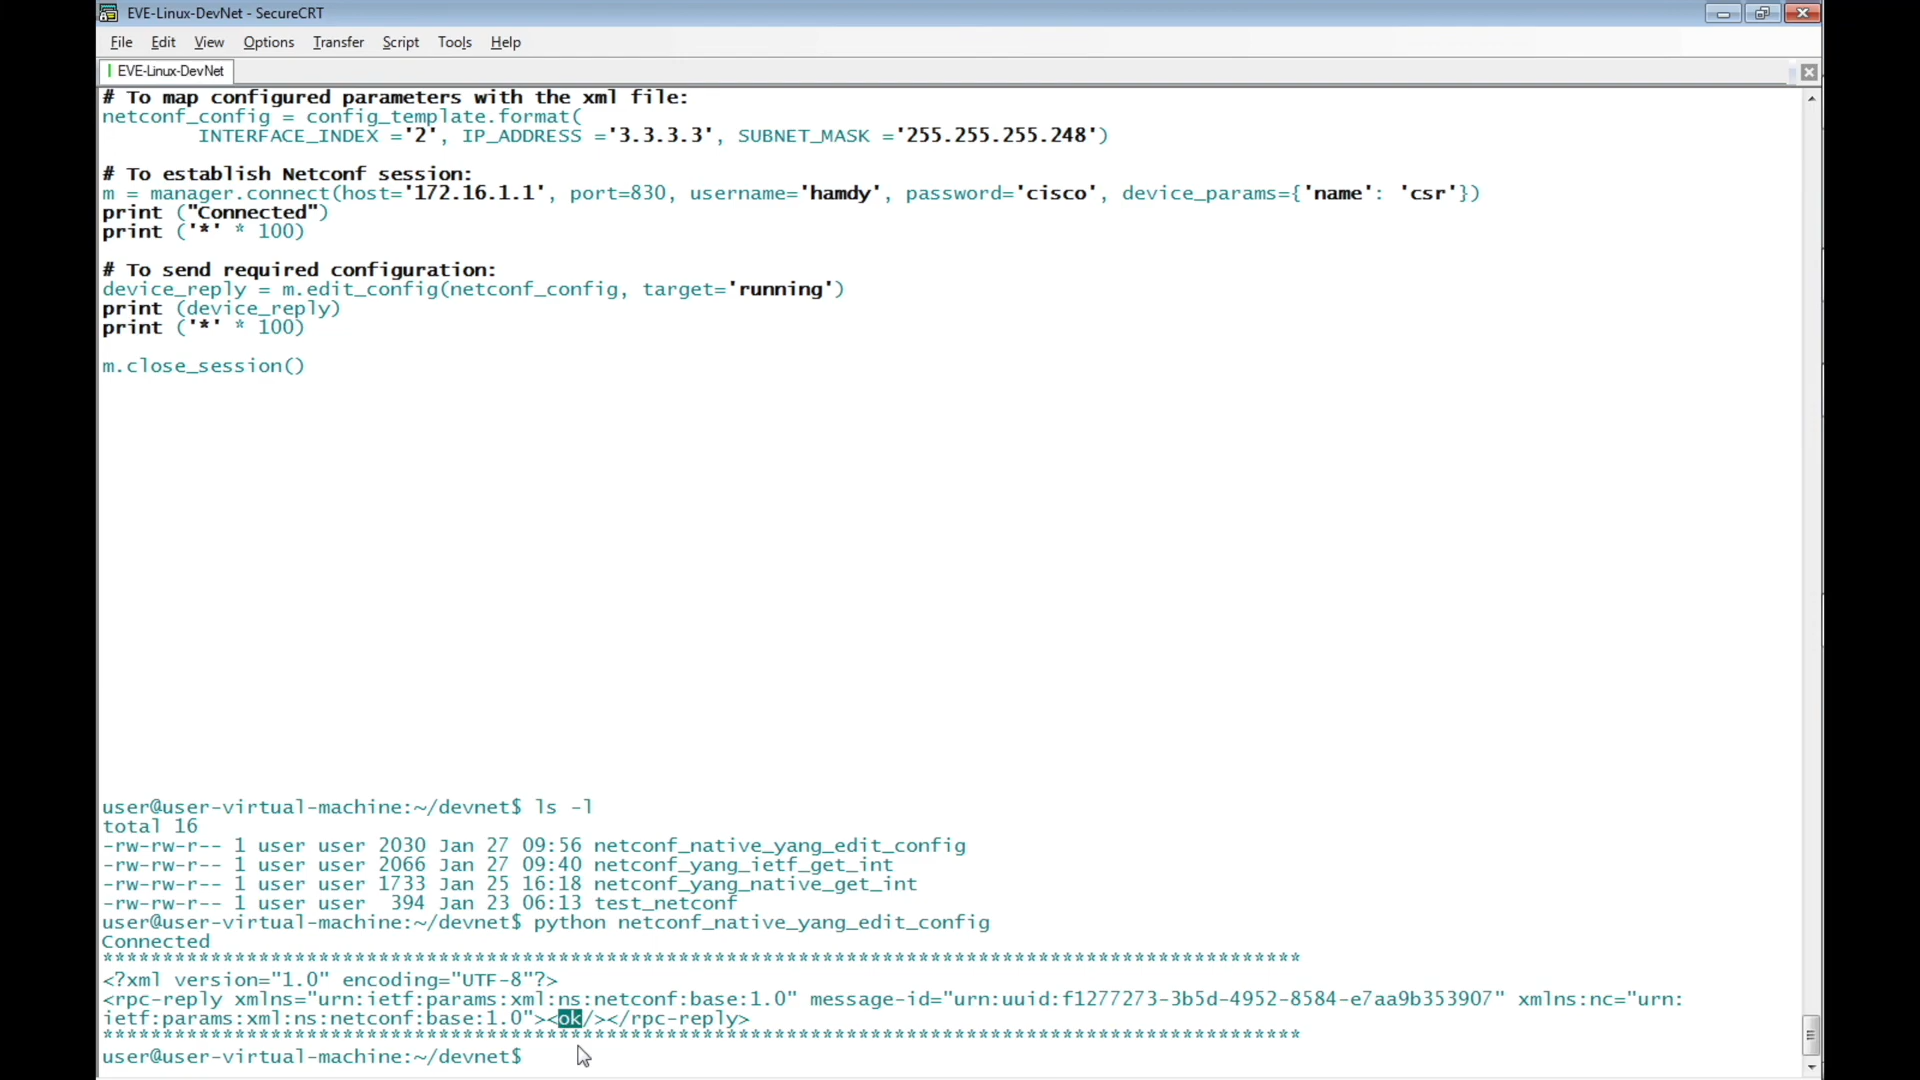 EVE-Linux-DevNet - SecureCRT
File Edit View Options Transfer Script Tools Help
EVE-Linux-DevNet
# To map configured parameters with the xml file:
netconf_config = config_template.format(
        INTERFACE_INDEX ='2', IP_ADDRESS ='3.3.3.3', SUBNET_MASK ='255.255.255.248')
# To establish Netconf session:
m = manager.connect(host='172.16.1.1', port=830, username='hamdy', password='cisco', device_params={'name': 'csr'})
print ("Connected")
print ('*' * 100)
# To send required configuration:
device_reply = m.edit_config(netconf_config, target='running')
print (device_reply)
print ('*' * 100)
m.close_session()
user@user-virtual-machine:~/devnet$ ls -l
total 16
-rw-rw-r-- 1 user user 2030 Jan 27 09:56 netconf_native_yang_edit_config
-rw-rw-r-- 1 user user 2066 Jan 27 09:40 netconf_yang_ietf_get_int
-rw-rw-r-- 1 user user 1733 Jan 25 16:18 netconf_yang_native_get_int
-rw-rw-r-- 1 user user  394 Jan 23 06:13 test_netconf
user@user-virtual-machine:~/devnet$ python netconf_native_yang_edit_config
Connected
****************************************************************************************************
<?xml version="1.0" encoding="UTF-8"?>
<rpc-reply xmlns="urn:ietf:params:xml:ns:netconf:base:1.0" message-id="urn:uuid:f1277273-3b5d-4952-8584-e7aa9b353907" xmlns:nc="urn:
ietf:params:xml:ns:netconf:base:1.0"><ok/></rpc-reply>
****************************************************************************************************
user@user-virtual-machine:~/devnet$